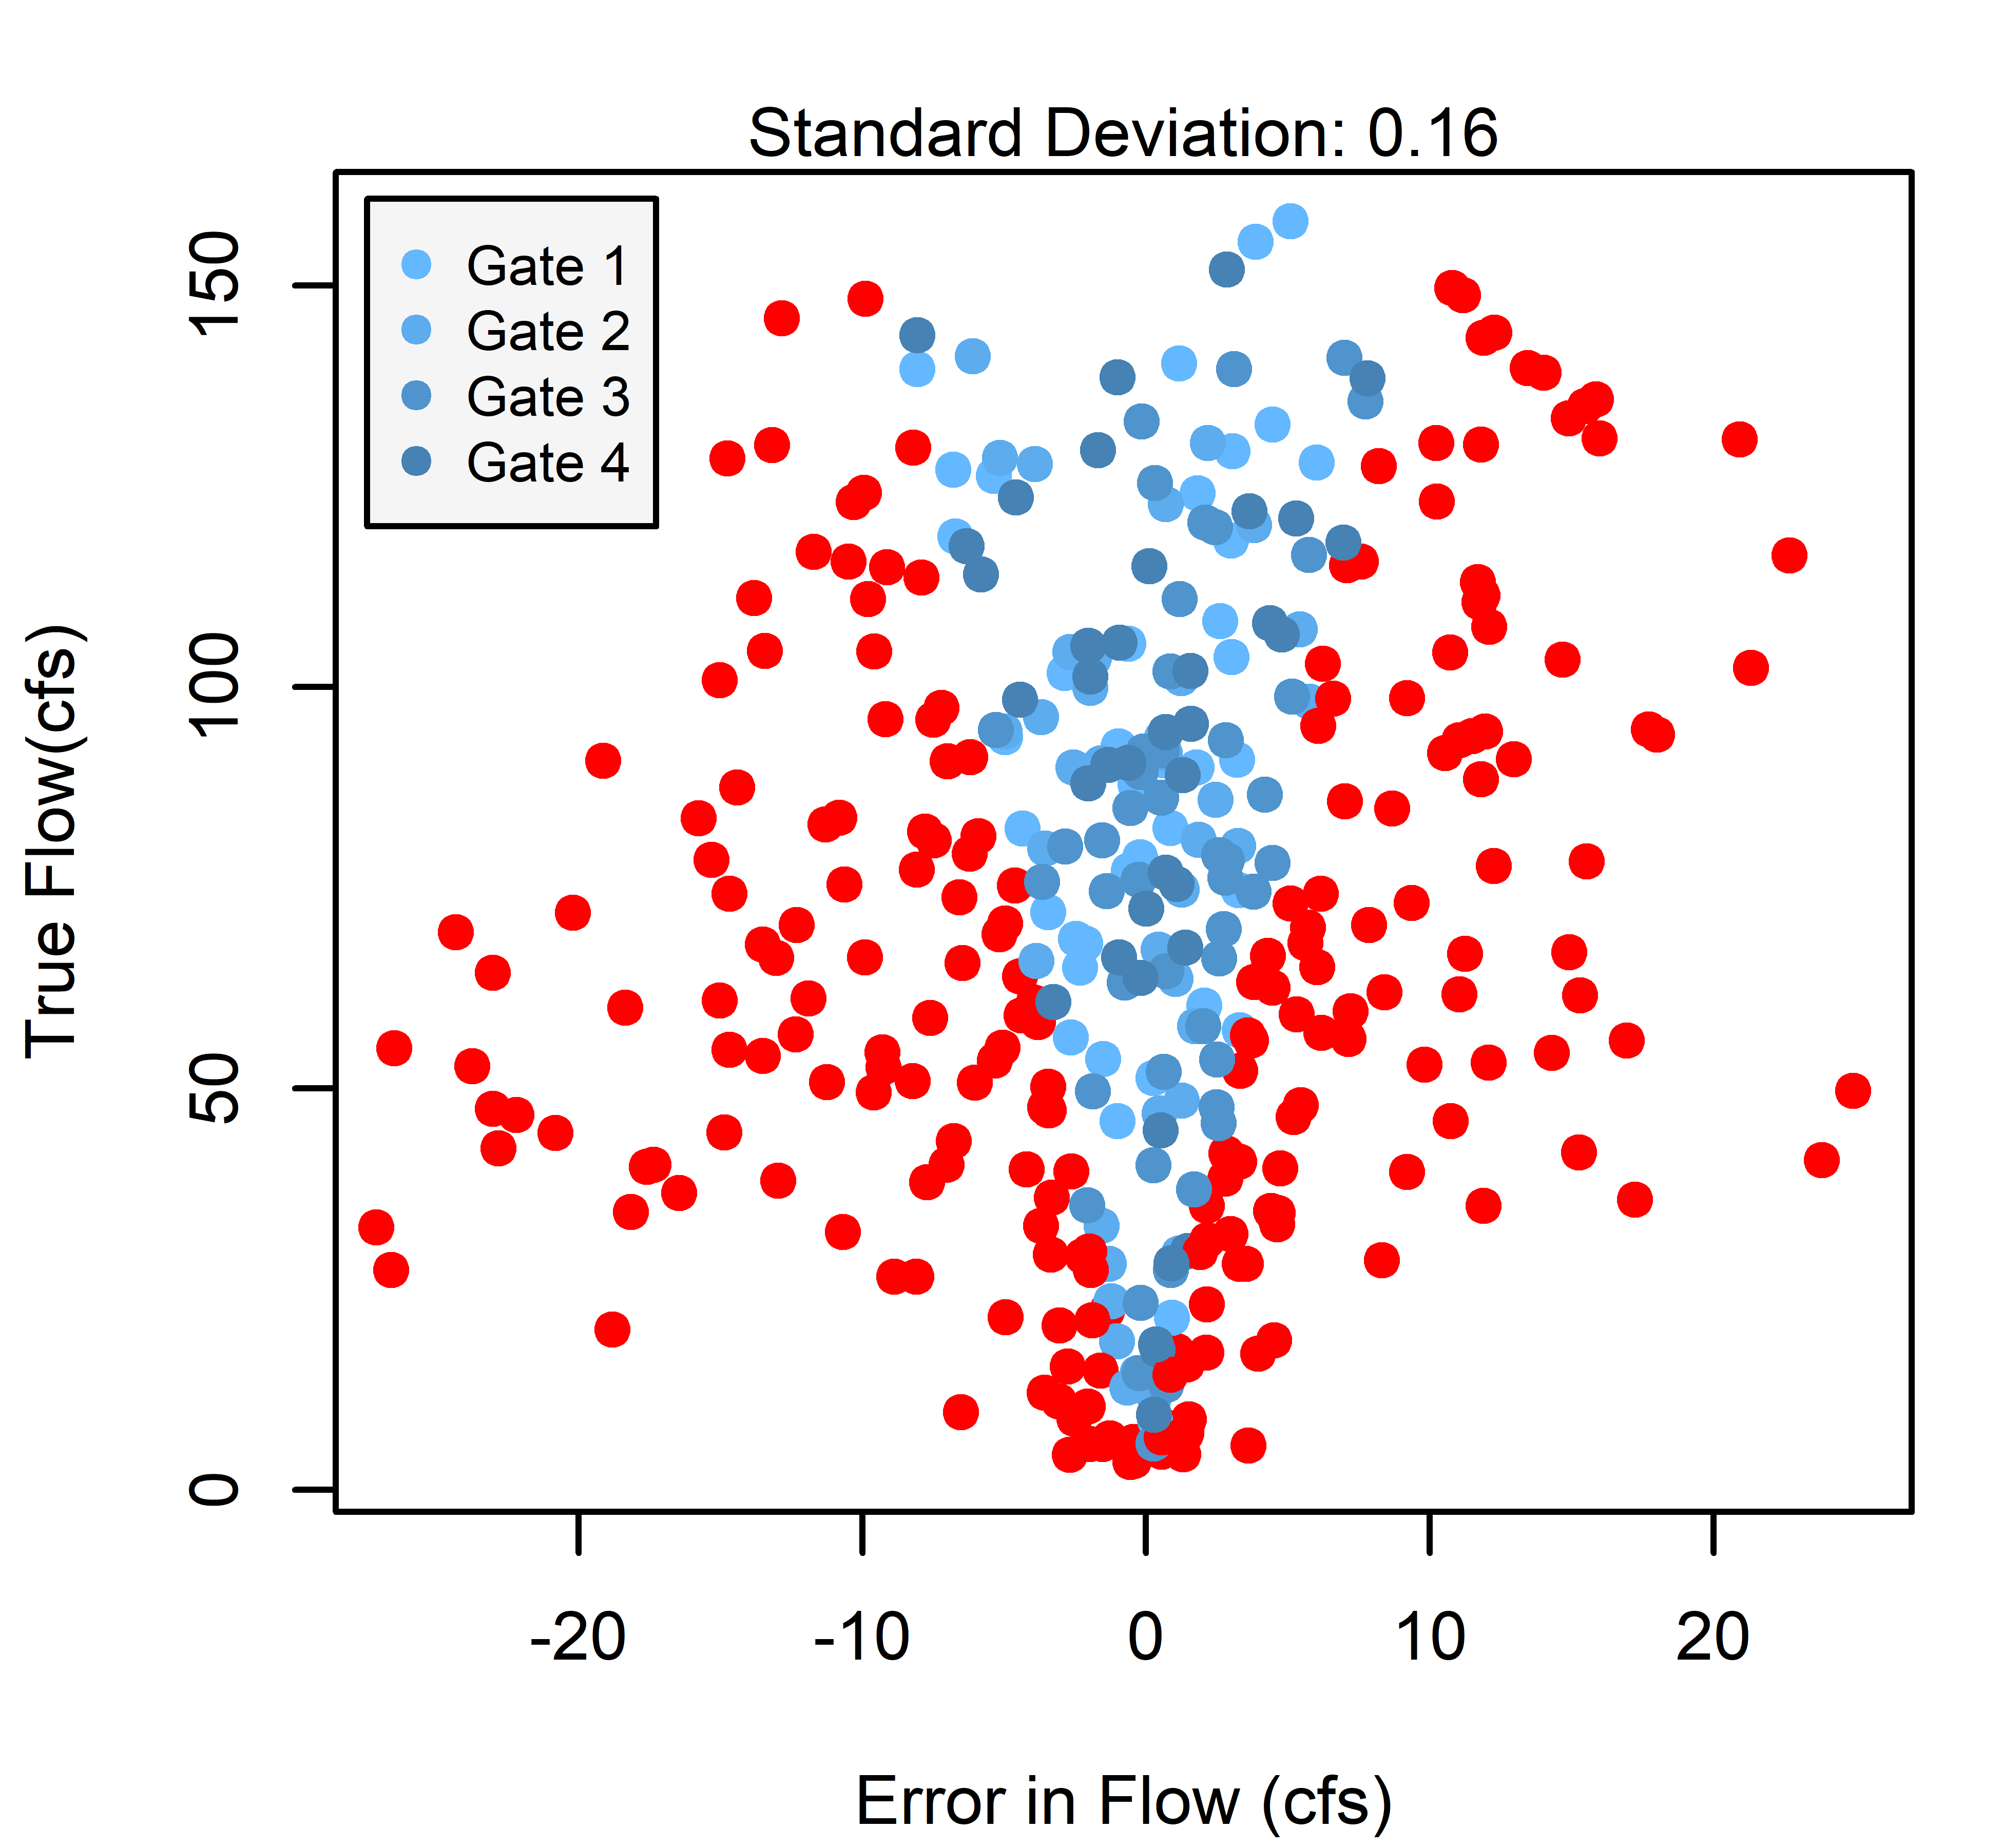 Standard Deviation: 0.16
Gate 1
Gate 2
Gate 3
Gate 4
True Flow(cfs)
150
100
50
0
-20 -10 0 10 20
Error in Flow (cfs)